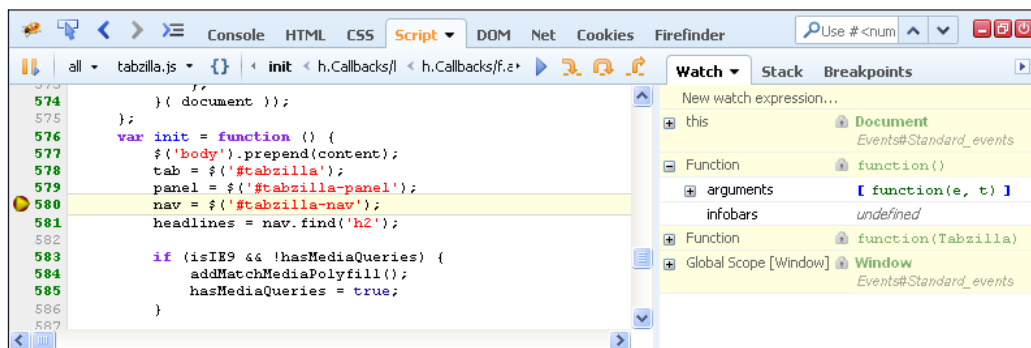 Console HTML CSS Script DOM Net Cookies Firefinder Use #<num
all tabzilla.js {} init < h.Callbacks/l < h.Callbacks/f.a Watch Stack Breakpoints
New watch expression...
574 }( document ));
575 };
576 var init = function () {
577 $('body').prepend(content);
578 tab = $('#tabzilla');
579 panel = $('#tabzilla-panel');
580 nav = $('#tabzilla-nav');
581 headlines = nav.find('h2');
582
583 if (isIE9 && !hasMediaQueries) {
584 addMatchMediaPolyfill();
585 hasMediaQueries = true;
586 }
587
this Document
Events#Standard_events
Function function()
arguments [ function(e, t) ]
infobars undefined
Function function(Tabzilla)
Global Scope [Window] Window
Events#Standard_events